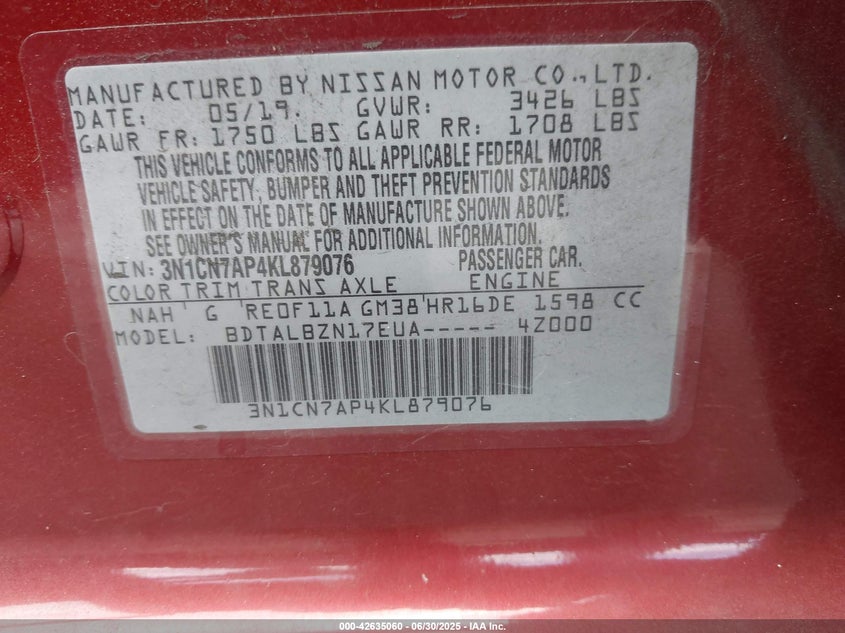 MANUFACTURED BY NISSAN MOTOR CO.,LTD.
DATE: 05/19. GVWR: 3426 LBS
GAWR FR: 1750 LBS GAWR RR: 1708 LBS
THIS VEHICLE CONFORMS TO ALL APPLICABLE FEDERAL MOTOR
VEHICLE SAFETY, BUMPER AND THEFT PREVENTION STANDARDS
IN EFFECT ON THE DATE OF MANUFACTURE SHOWN ABOVE.
SEE OWNER'S MANUAL FOR ADDITIONAL INFORMATION.
VIN: 3N1CN7AP4KL879076 PASSENGER CAR.
COLOR TRIM TRANS AXLE ENGINE
NAH G RE0F11A GM38 HR16DE 1598 CC
MODEL: BDTALBZN17EUA----- 4Z000
3N1CN7AP4KL879076
000-42635060 - 06/30/2025 - IAA Inc.